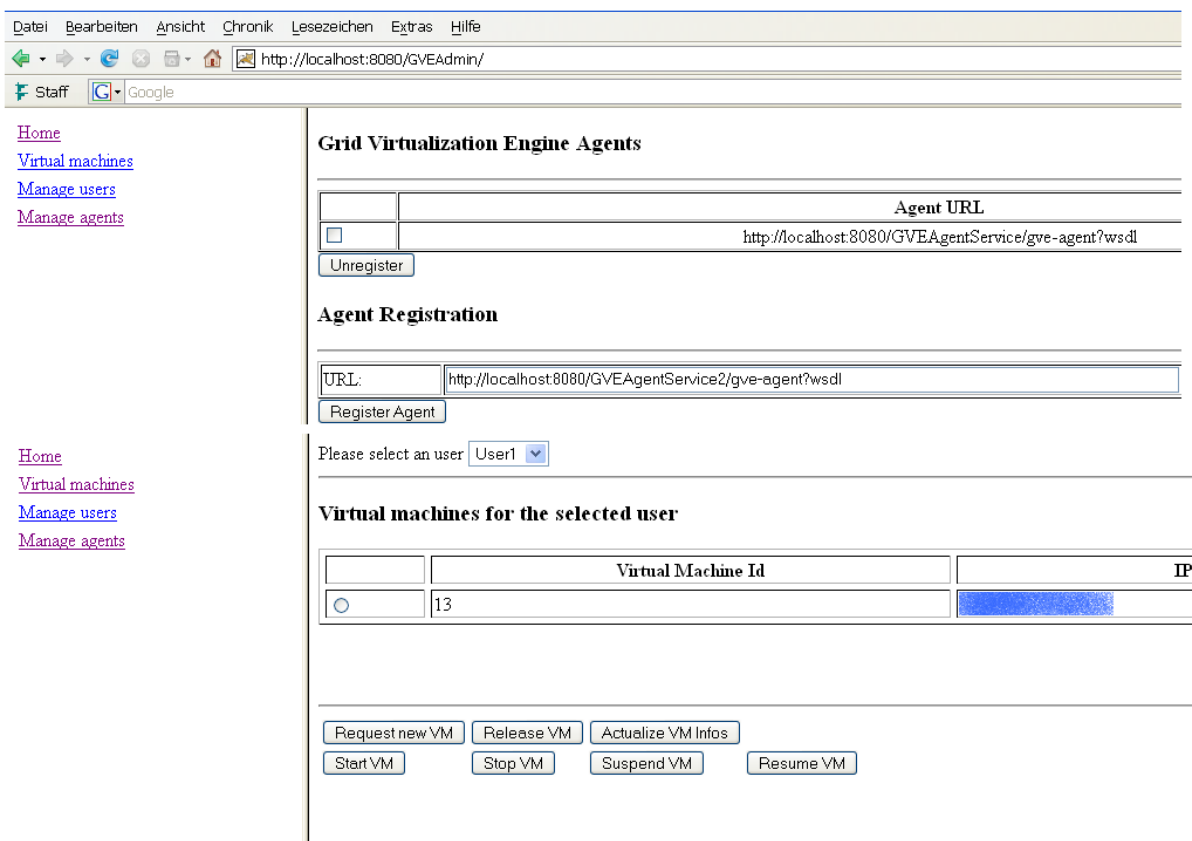 Datei Bearbeiten Ansicht Chronik Lesezeichen Extras Hilfe
http://localhost:8080/GVEAdmin/
Staff G Google
Home
Virtual machines
Manage users
Manage agents
Grid Virtualization Engine Agents
Agent URL
http://localhost:8080/GVEAgentService/gve-agent?wsdl
Unregister
Agent Registration
URL: http://localhost:8080/GVEAgentService2/gve-agent?wsdl
Register Agent
Home
Virtual machines
Manage users
Manage agents
Please select an user User1
Virtual machines for the selected user
Virtual Machine Id IP
13
Request new VM Release VM Actualize VM Infos
Start VM Stop VM Suspend VM Resume VM